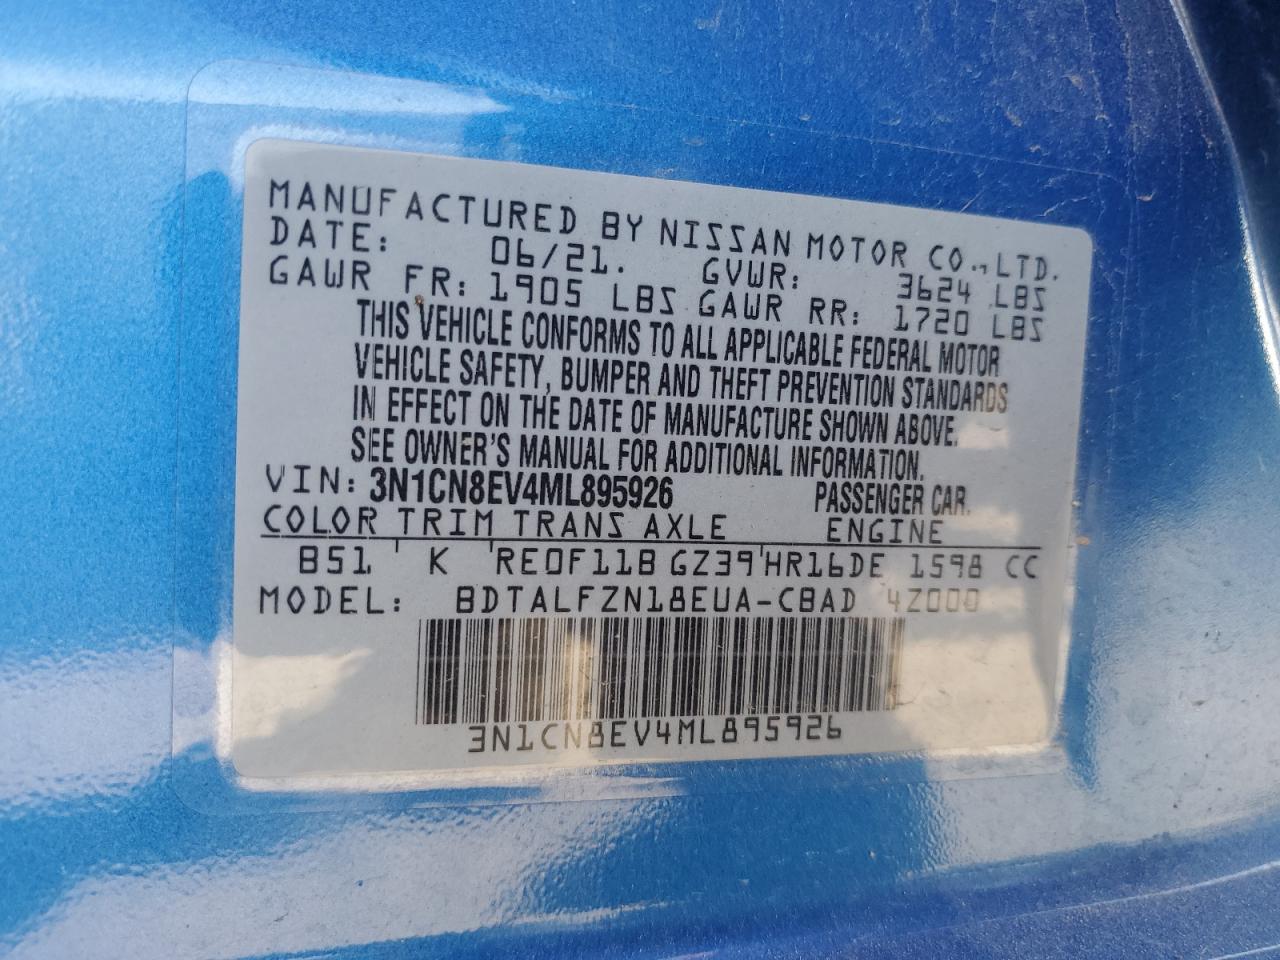 MANUFACTURED BY NISSAN MOTOR CO.,LTD.
DATE: 06/21. GVWR: 3624 LBS
GAWR FR: 1905 LBS GAWR RR: 1720 LBS
THIS VEHICLE CONFORMS TO ALL APPLICABLE FEDERAL MOTOR
VEHICLE SAFETY, BUMPER AND THEFT PREVENTION STANDARDS
IN EFFECT ON THE DATE OF MANUFACTURE SHOWN ABOVE.
SEE OWNER'S MANUAL FOR ADDITIONAL INFORMATION.
VIN: 3N1CN8EV4ML895926 PASSENGER CAR.
COLOR TRIM TRANS AXLE ENGINE
B51 ' K 'RE0F11B GZ39'HR16DE 1598 CC
MODEL: BDTALFZN18EUA-CBAD 4Z000
3N1CN8EV4ML895926